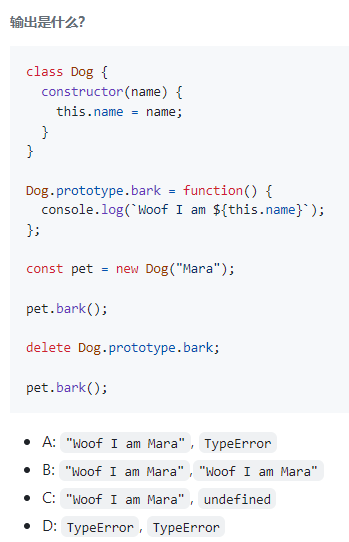 输出是什么?
class Dog {
  constructor(name) {
    this.name = name;
  }
}
Dog.prototype.bark = function() {
  console.log(`Woof I am ${this.name}`);
};
const pet = new Dog("Mara");
pet.bark();
delete Dog.prototype.bark;
pet.bark();
A: "Woof I am Mara", TypeError
B: "Woof I am Mara", "Woof I am Mara"
C: "Woof I am Mara", undefined
D: TypeError, TypeError